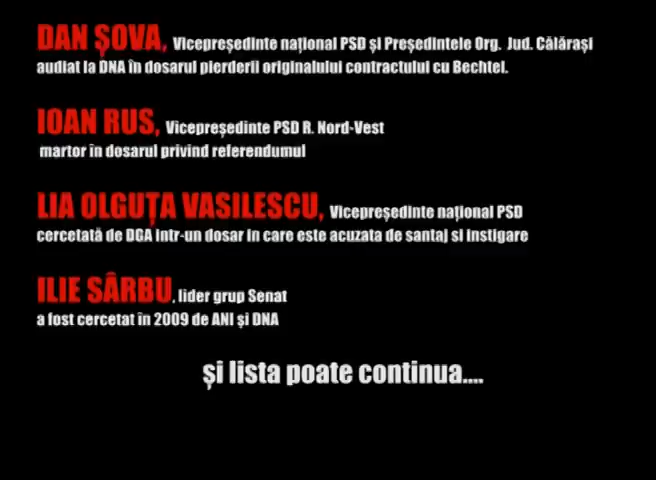 DAN ȘOVA, Vicepreședinte național PSD și Președintele Org. Jud. Călărași
audiat la DNA în dosarul pierderii originalului contractului cu Bechtel.
IOAN RUS, Vicepreședinte PSD R. Nord-Vest
martor în dosarul privind referendumul
LIA OLGUȚA VASILESCU, Vicepreședinte național PSD
cercetată de DGA intr-un dosar in care este acuzata de santaj si instigare
ILIE SÂRBU, lider grup Senat
a fost cercetat în 2009 de ANI și DNA
și lista poate continua....